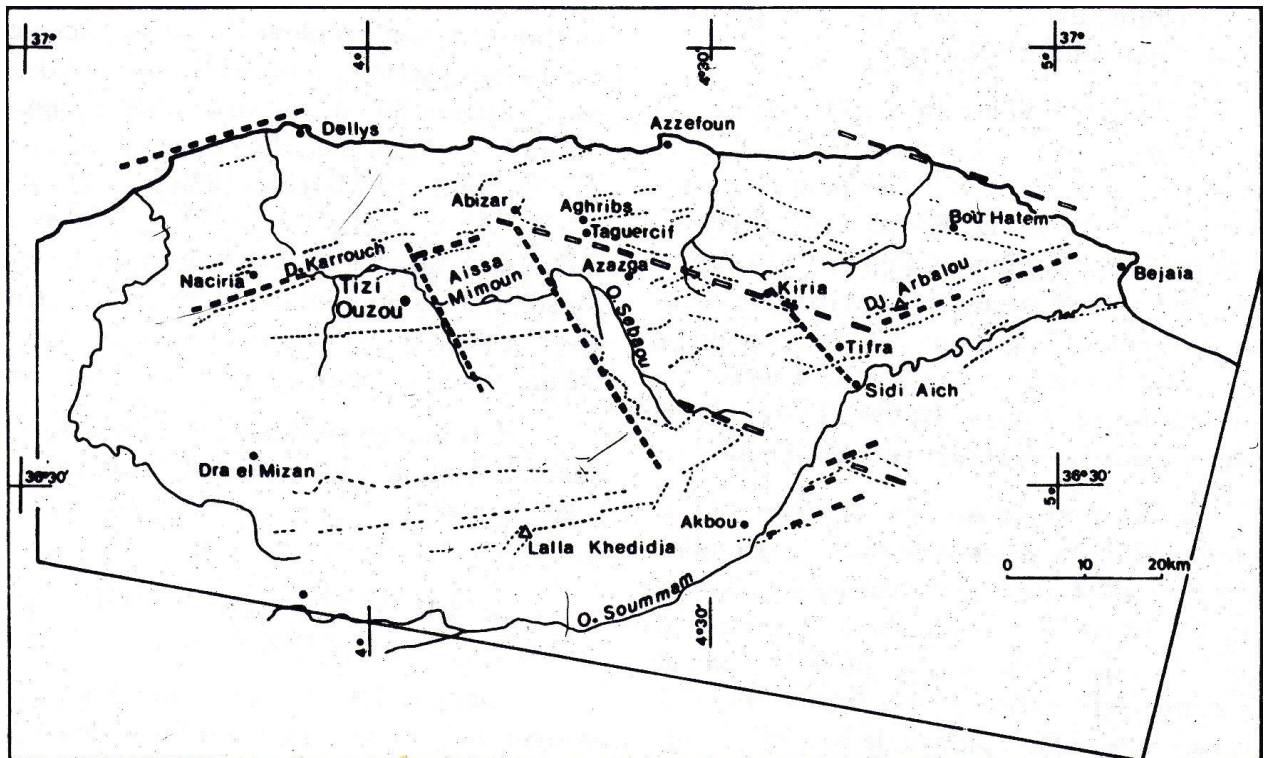 37°
4°
4°30'
37°
5°
Dellys
Azzefoun
Abizar
Aghribs
Taguercif
Bou Hatem
Naciria
D. Karrouch
Aissa
Mimoun
Azazga
Bejaïa
Tizi
Ouzou
O. Sebaou
Kiria
DJ. Arbalou
Tifra
Sidi Aïch
Dra el Mizan
36°30'
36°30'
5°
Akbou
Lalla Khedidja
0 10 20km
O. Soummam
4°
4°30'